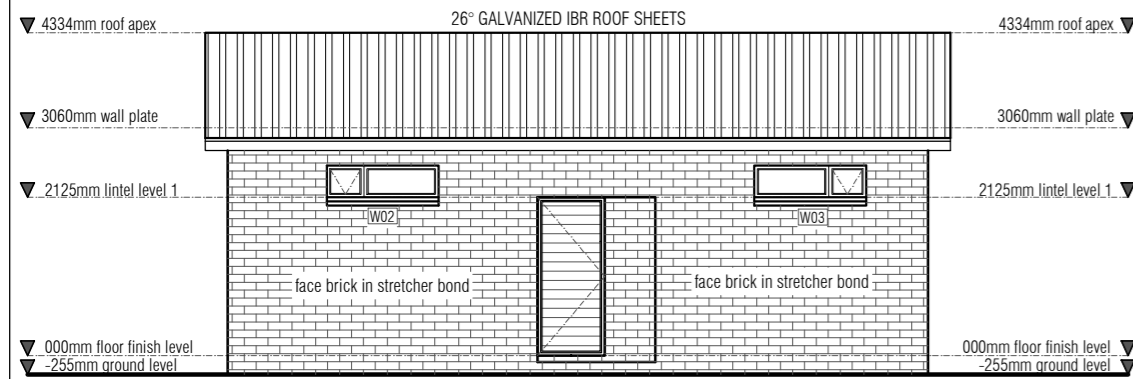 26° GALVANIZED IBR ROOF SHEETS
4334mm roof apex
4334mm roof apex
3060mm wall plate
3060mm wall plate
2125mm lintel level 1
2125mm lintel level 1
W02
W03
face brick in stretcher bond
face brick in stretcher bond
000mm floor finish level
000mm floor finish level
-255mm ground level
-255mm ground level